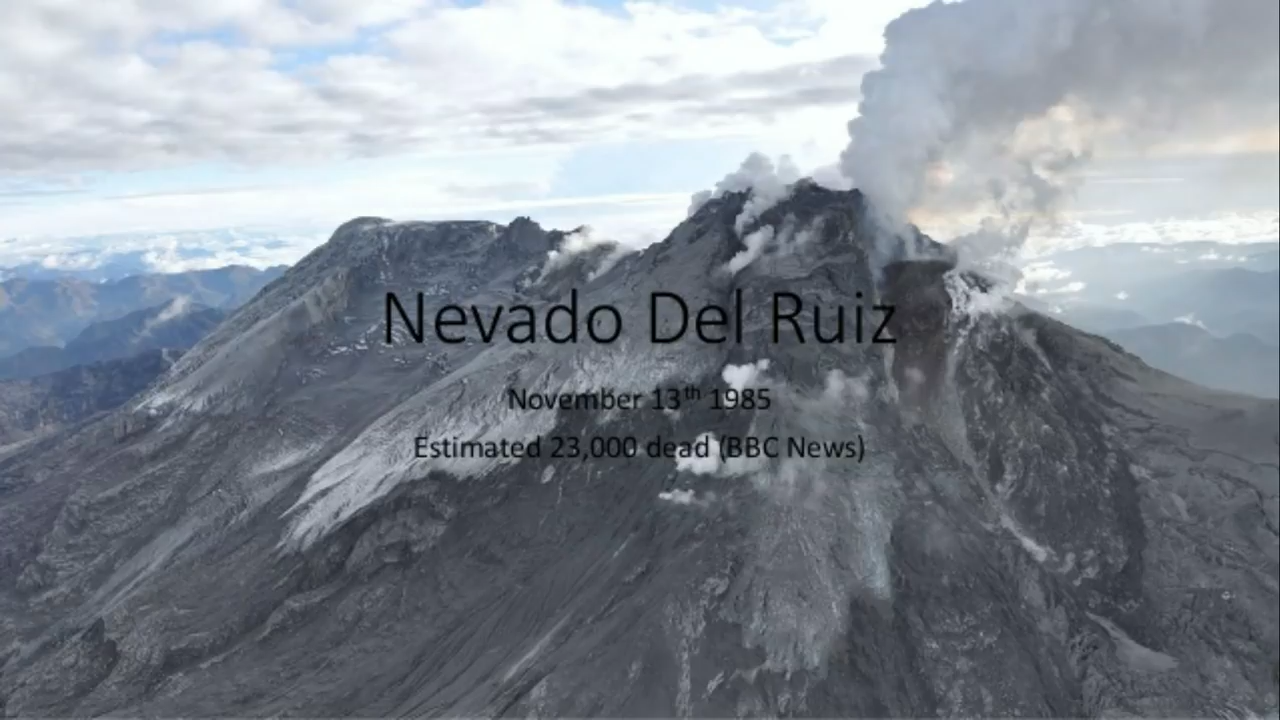 Nevado Del Ruiz
November 13th 1985
Estimated 23,000 dead (BBC News)